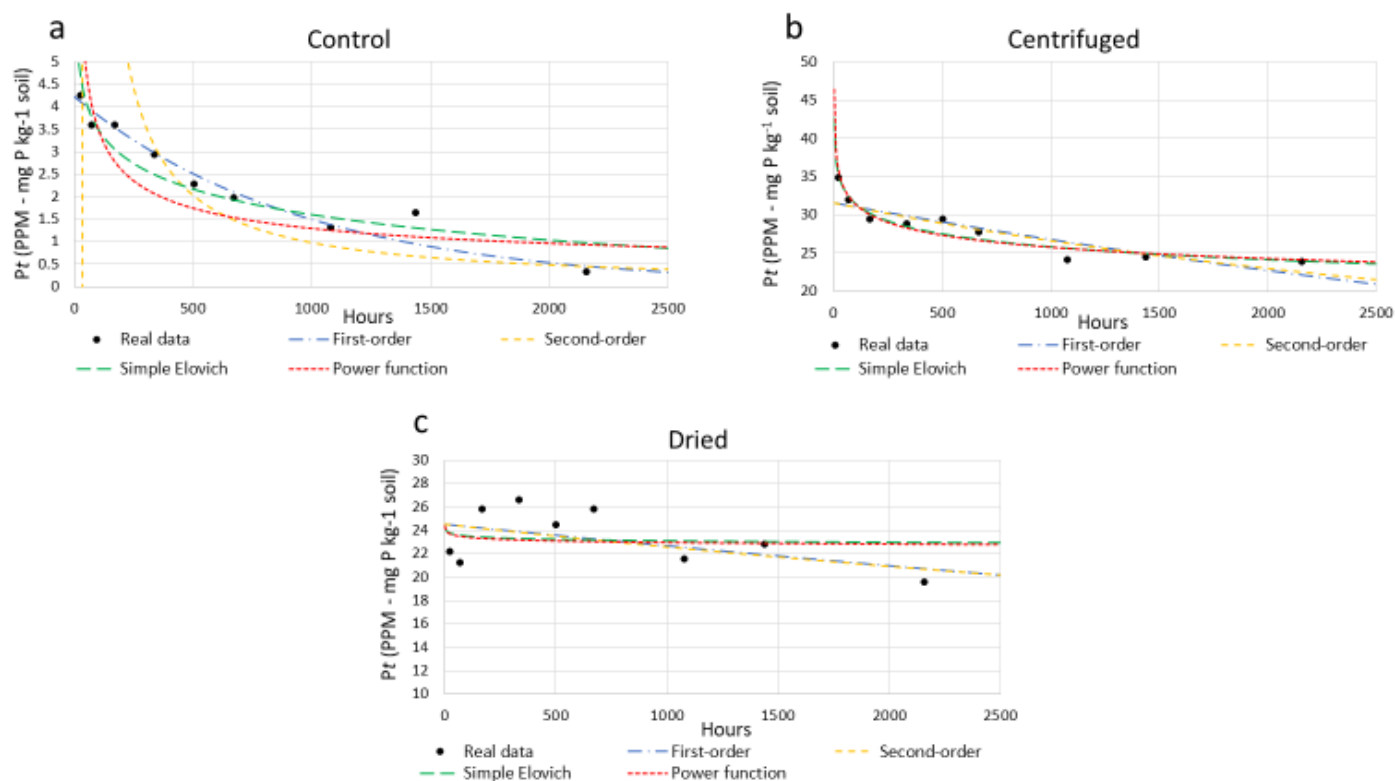 a
Control
Pt (PPM - mg P kg-1 soil)
5
4.5
4
3.5
3
2.5
2
1.5
1
0.5
0
0 500 1000 1500 2000 2500
Hours
Real data First-order Second-order
Simple Elovich Power function
b
Centrifuged
Pt (PPM - mg P kg-1 soil)
50
45
40
35
30
25
20
0 500 1000 1500 2000 2500
Hours
Real data First-order Second-order
Simple Elovich Power function
c
Dried
Pt (PPM - mg P kg-1 soil)
30
28
26
24
22
20
18
16
14
12
10
0 500 1000 1500 2000 2500
Hours
Real data First-order Second-order
Simple Elovich Power function